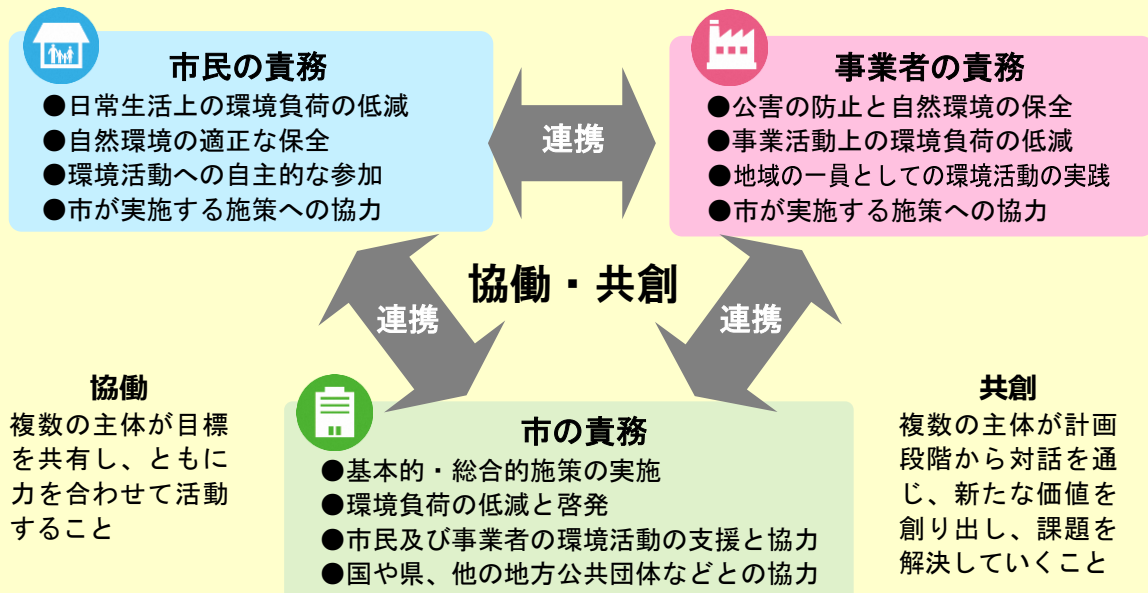 市民の責務
●日常生活上の環境負荷の低減
●自然環境の適正な保全
●環境活動への自主的な参加
●市が実施する施策への協力
連携
事業者の責務
●公害の防止と自然環境の保全
●事業活動上の環境負荷の低減
●地域の一員としての環境活動の実践
●市が実施する施策への協力
協働・共創
連携
連携
協働
複数の主体が目標
を共有し、ともに
力を合わせて活動
すること
市の責務
●基本的・総合的施策の実施
●環境負荷の低減と啓発
●市民及び事業者の環境活動の支援と協力
●国や県、他の地方公共団体などとの協力
共創
複数の主体が計画
段階から対話を通
じ、新たな価値を
創り出し、課題を
解決していくこと